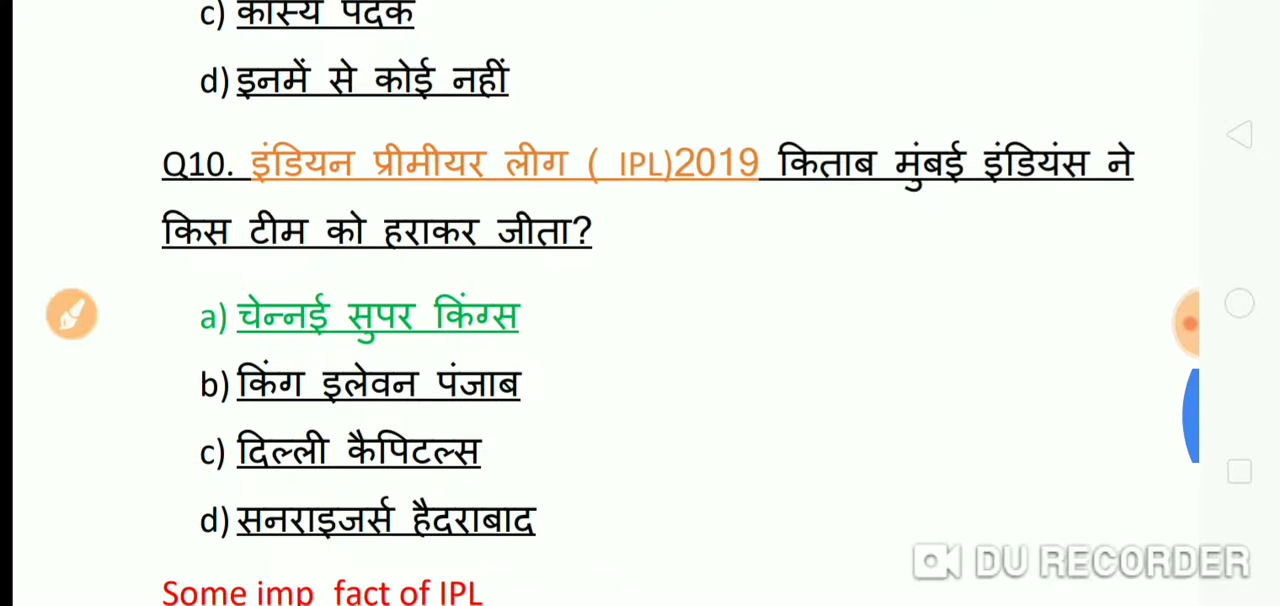 c) कांस्य पदक
d) इनमें से कोई नहीं
Q10. इंडियन प्रीमीयर लीग ( IPL)2019 किताब मुंबई इंडियंस ने
किस टीम को हराकर जीता?
a) चेन्नई सुपर किंग्स
b) किंग इलेवन पंजाब
c) दिल्ली कैपिटल्स
d) सनराइजर्स हैदराबाद
Some imp fact of IPL
DU RECORDER